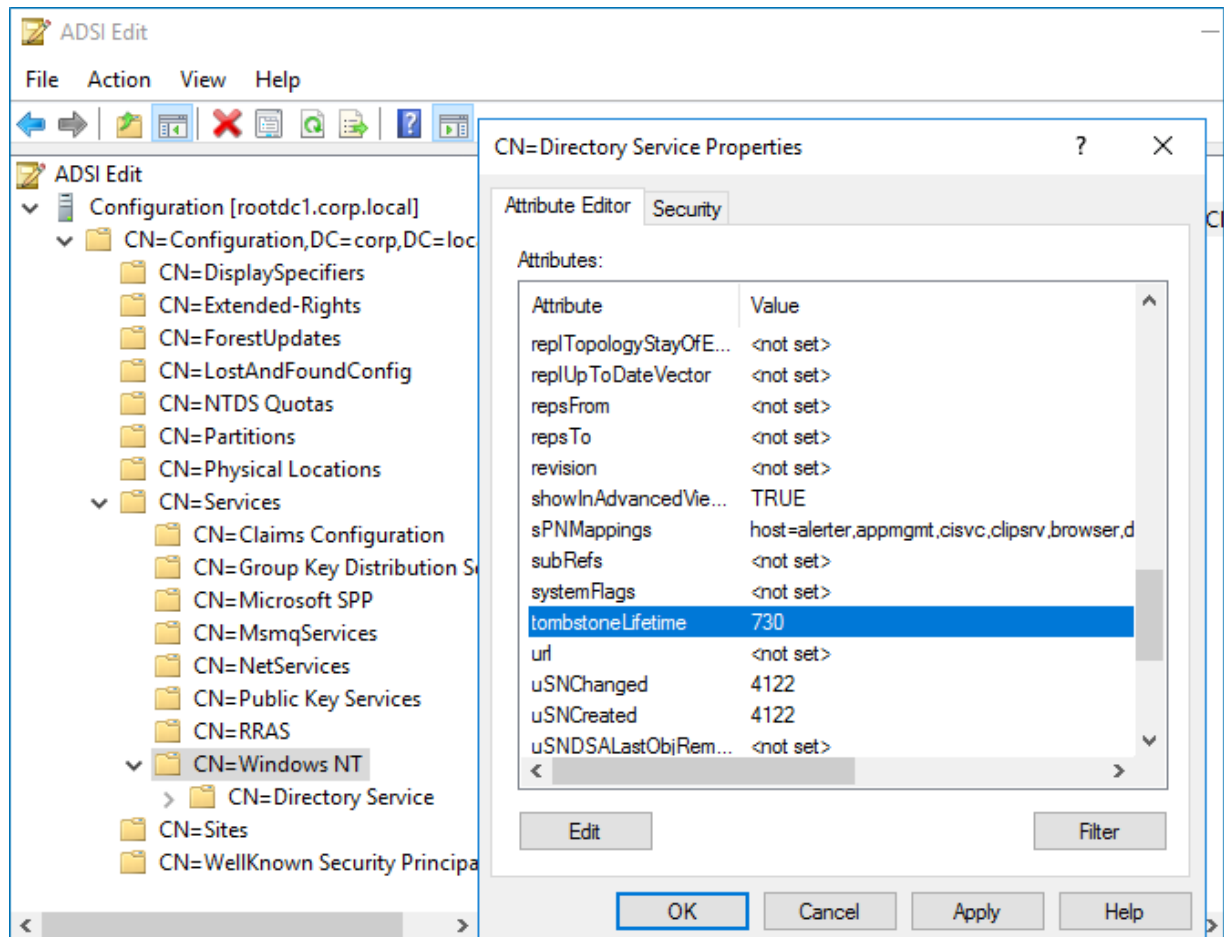 ADSI Edit
File Action View Help
ADSI Edit
Configuration [rootdc1.corp.local]
CN=Configuration,DC=corp,DC=loc
CN=DisplaySpecifiers
CN=Extended-Rights
CN=ForestUpdates
CN=LostAndFoundConfig
CN=NTDS Quotas
CN=Partitions
CN=Physical Locations
CN=Services
CN=Claims Configuration
CN=Group Key Distribution S
CN=Microsoft SPP
CN=MsmqServices
CN=NetServices
CN=Public Key Services
CN=RRAS
CN=Windows NT
CN=Directory Service
CN=Sites
CN=WellKnown Security Principa
CN=Directory Service Properties ?
Attribute Editor Security
Attributes:
Attribute Value
replTopologyStayOfE... <not set>
replUpToDateVector <not set>
repsFrom <not set>
repsTo <not set>
revision <not set>
showInAdvancedVie... TRUE
sPNMappings host=alerter,appmgmt,cisvc,clipsrv,browser,d
subRefs <not set>
systemFlags <not set>
tombstoneLifetime 730
url <not set>
uSNChanged 4122
uSNCreated 4122
uSNDSALastObjRem... <not set>
Edit Filter
OK Cancel Apply Help